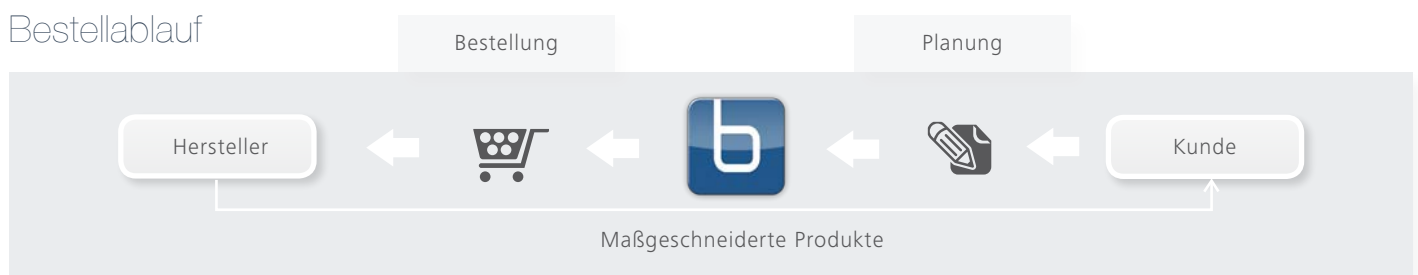 Bestellablauf
Bestellung
Planung
Hersteller
b
Kunde
Maßgeschneiderte Produkte